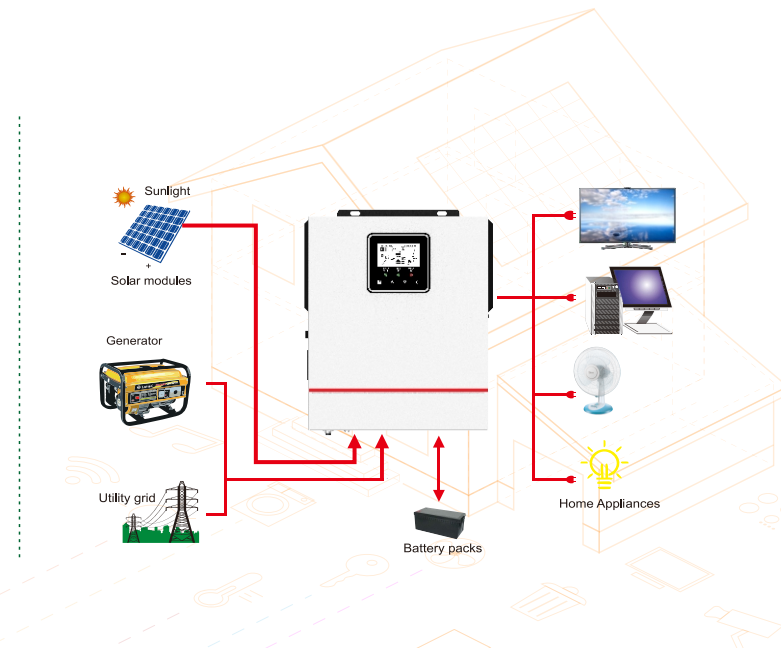 Sunlight
-
+
Solar modules
Generator
Utility grid
Battery packs
Home Appliances